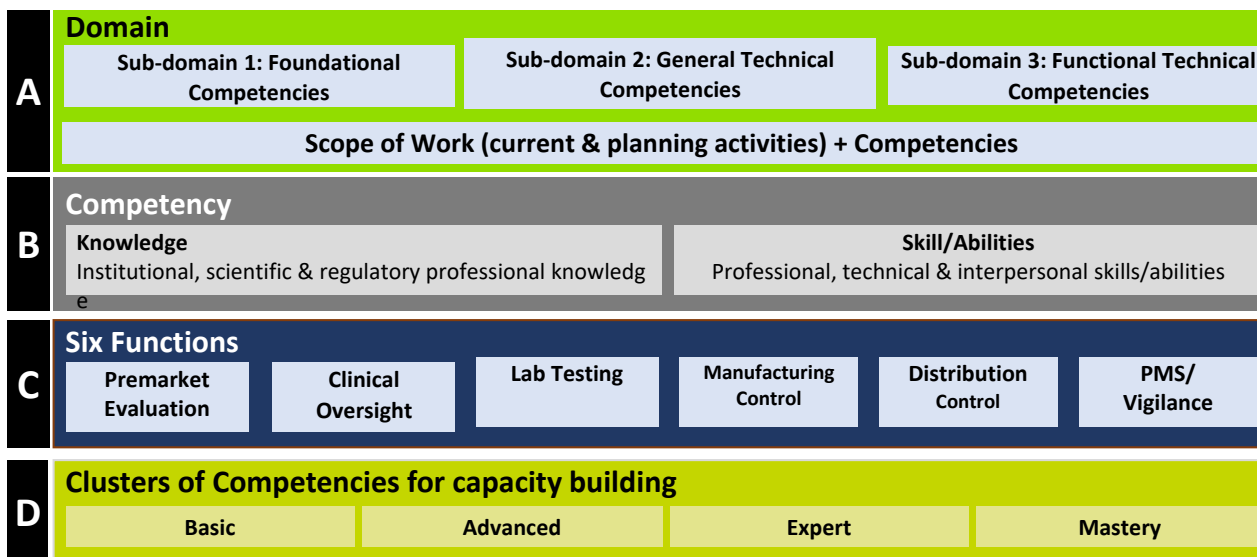 A
Domain
Sub-domain 1: Foundational
Competencies
Sub-domain 2: General Technical
Competencies
Sub-domain 3: Functional Technical
Competencies
Scope of Work (current & planning activities) + Competencies
B
Competency
Knowledge
Institutional, scientific & regulatory professional knowledg
e
Skill/Abilities
Professional, technical & interpersonal skills/abilities
C
Six Functions
Premarket
Evaluation
Clinical
Oversight
Lab Testing
Manufacturing
Control
Distribution
Control
PMS/
Vigilance
D
Clusters of Competencies for capacity building
Basic
Advanced
Expert
Mastery